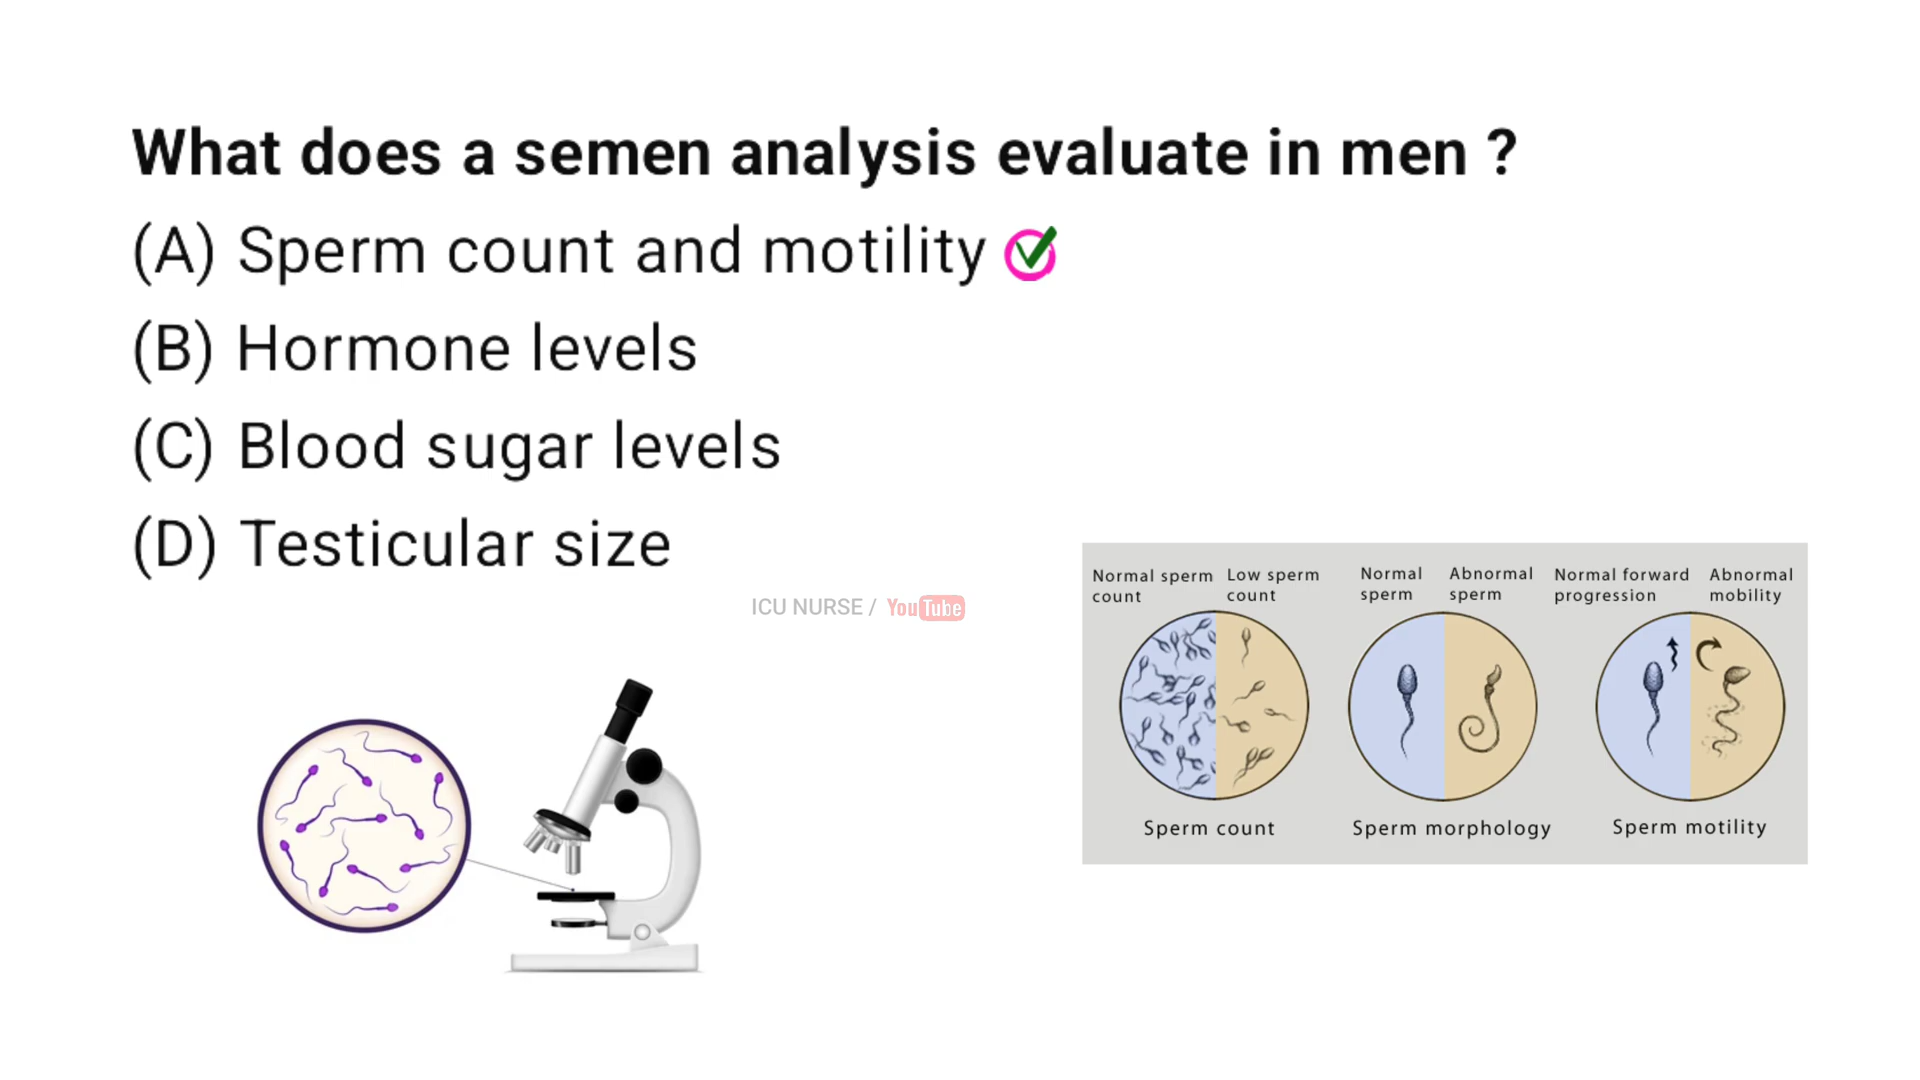 What does a semen analysis evaluate in men ?
(A) Sperm count and motility
(B) Hormone levels
(C) Blood sugar levels
(D) Testicular size
ICU NURSE / YouTube
Normal sperm count
Low sperm count
Normal sperm
Abnormal sperm
Normal forward progression
Abnormal mobility
Sperm count
Sperm morphology
Sperm motility